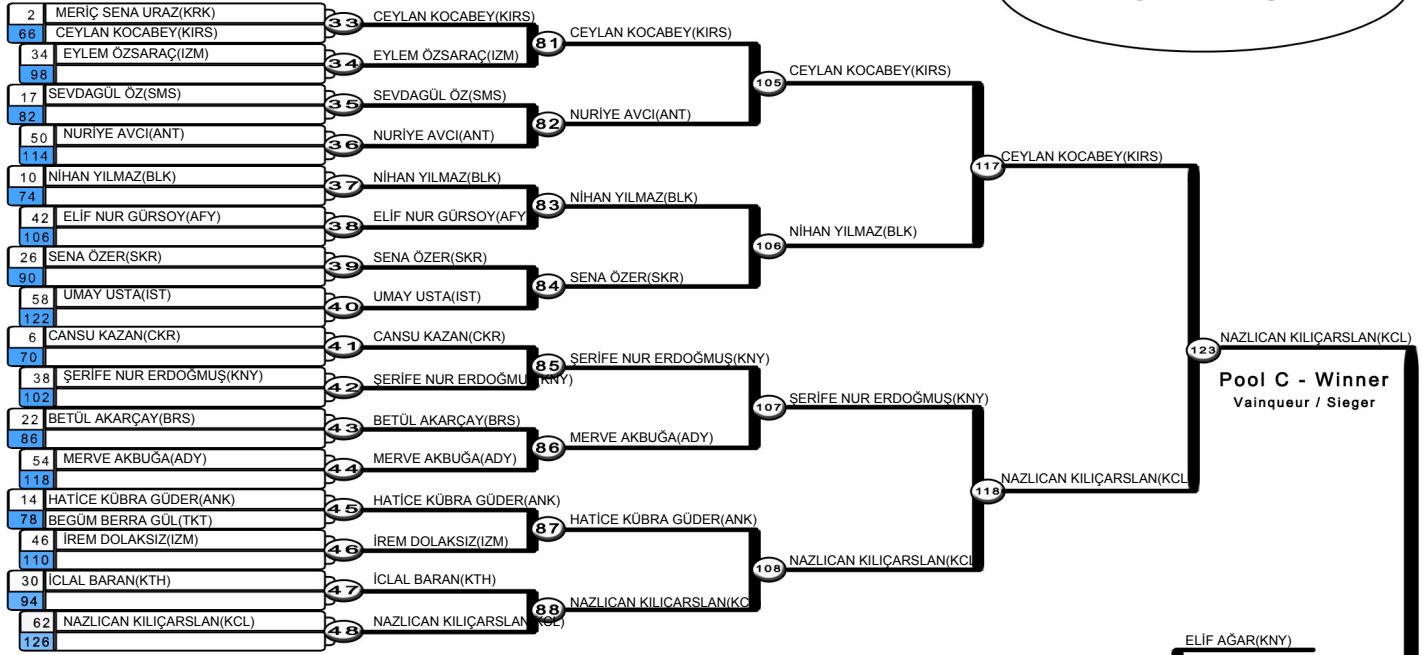 2 MERİÇ SENA URAZ(KRK)
66 CEYLAN KOCABEY(KIRS)
33 CEYLAN KOCABEY(KIRS)
34 EYLEM ÖZSARAÇ(IZM)
98
34 EYLEM ÖZSARAÇ(IZM)
81 CEYLAN KOCABEY(KIRS)
17 SEVDAGÜL ÖZ(SMS)
82
35 SEVDAGÜL ÖZ(SMS)
50 NURİYE AVCI(ANT)
114
36 NURİYE AVCI(ANT)
82 NURİYE AVCI(ANT)
105 CEYLAN KOCABEY(KIRS)
10 NİHAN YILMAZ(BLK)
74
37 NİHAN YILMAZ(BLK)
42 ELİF NUR GÜRSOY(AFY)
106
38 ELİF NUR GÜRSOY(AFY
83 NİHAN YILMAZ(BLK)
26 SENA ÖZER(SKR)
90
39 SENA ÖZER(SKR)
58 UMAY USTA(IST)
122
40 UMAY USTA(IST)
84 SENA ÖZER(SKR)
106 NİHAN YILMAZ(BLK)
117 CEYLAN KOCABEY(KIRS)
6 CANSU KAZAN(CKR)
70
41 CANSU KAZAN(CKR)
38 ŞERİFE NUR ERDOĞMUŞ(KNY)
102
42 ŞERİFE NUR ERDOĞMU KNY)
85 ŞERİFE NUR ERDOĞMUŞ(KNY)
22 BETÜL AKARÇAY(BRS)
86
43 BETÜL AKARÇAY(BRS)
54 MERVE AKBUĞA(ADY)
118
44 MERVE AKBUĞA(ADY)
86 MERVE AKBUĞA(ADY)
107 ŞERİFE NUR ERDOĞMUŞ(KNY)
14 HATİCE KÜBRA GÜDER(ANK)
78 BEGÜM BERRA GÜL(TKT)
45 HATİCE KÜBRA GÜDER(ANK)
46 İREM DOLAKSIZ(IZM)
110
46 İREM DOLAKSIZ(IZM)
87 HATİCE KÜBRA GÜDER(ANK)
30 İCLAL BARAN(KTH)
94
47 İCLAL BARAN(KTH)
62 NAZLICAN KILIÇARSLAN(KCL)
126
48 NAZLICAN KILIÇARSLAN(KCL)
88 NAZLICAN KILIÇARSLAN(KC
108 NAZLICAN KILIÇARSLAN(KCL
118 NAZLICAN KILIÇARSLAN(KCL
123 NAZLICAN KILIÇARSLAN(KCL)
Pool C - Winner
Vainqueur / Sieger
ELİF AĞAR(KNY)